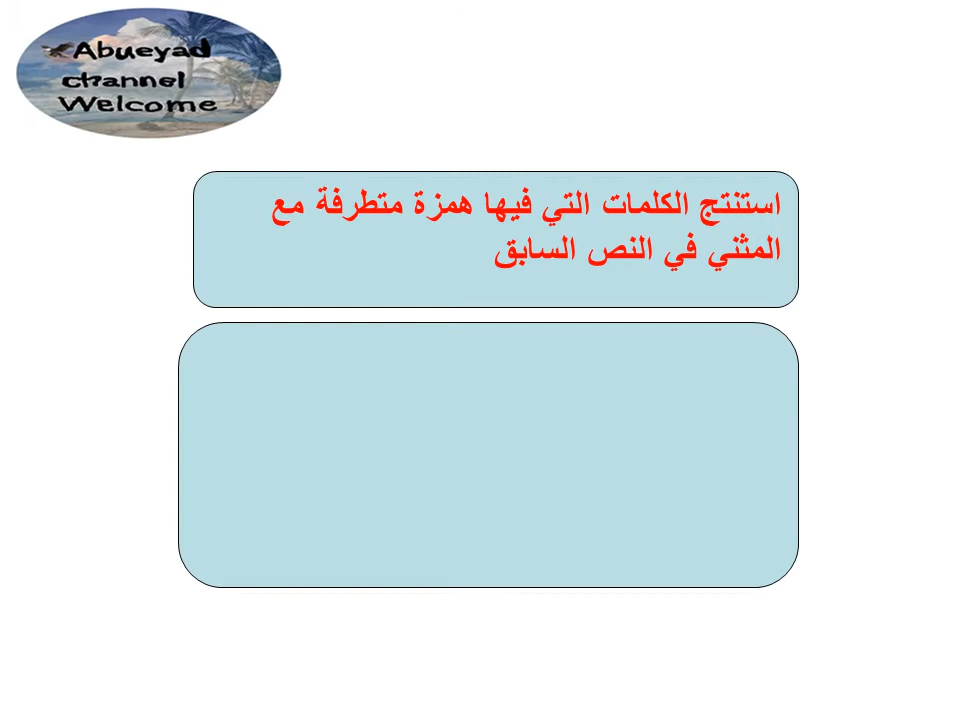 Abueyad
channel
Welcome
استنتج الكلمات التي فيها همزة متطرفة مع
المثني في النص السابق